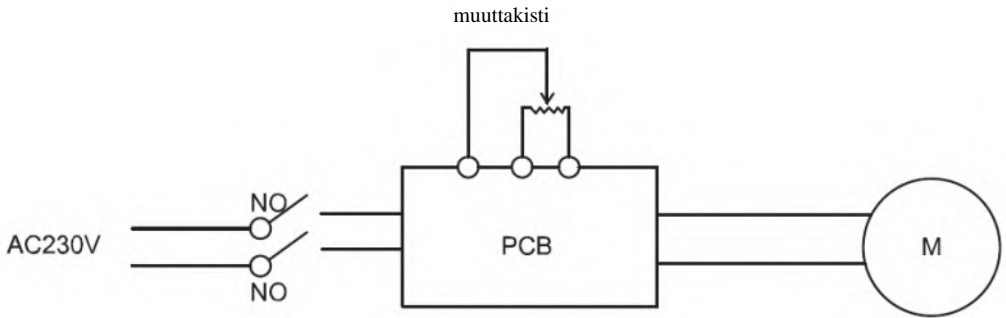 muuttakisti
NO
AC230V
PCB
M
NO